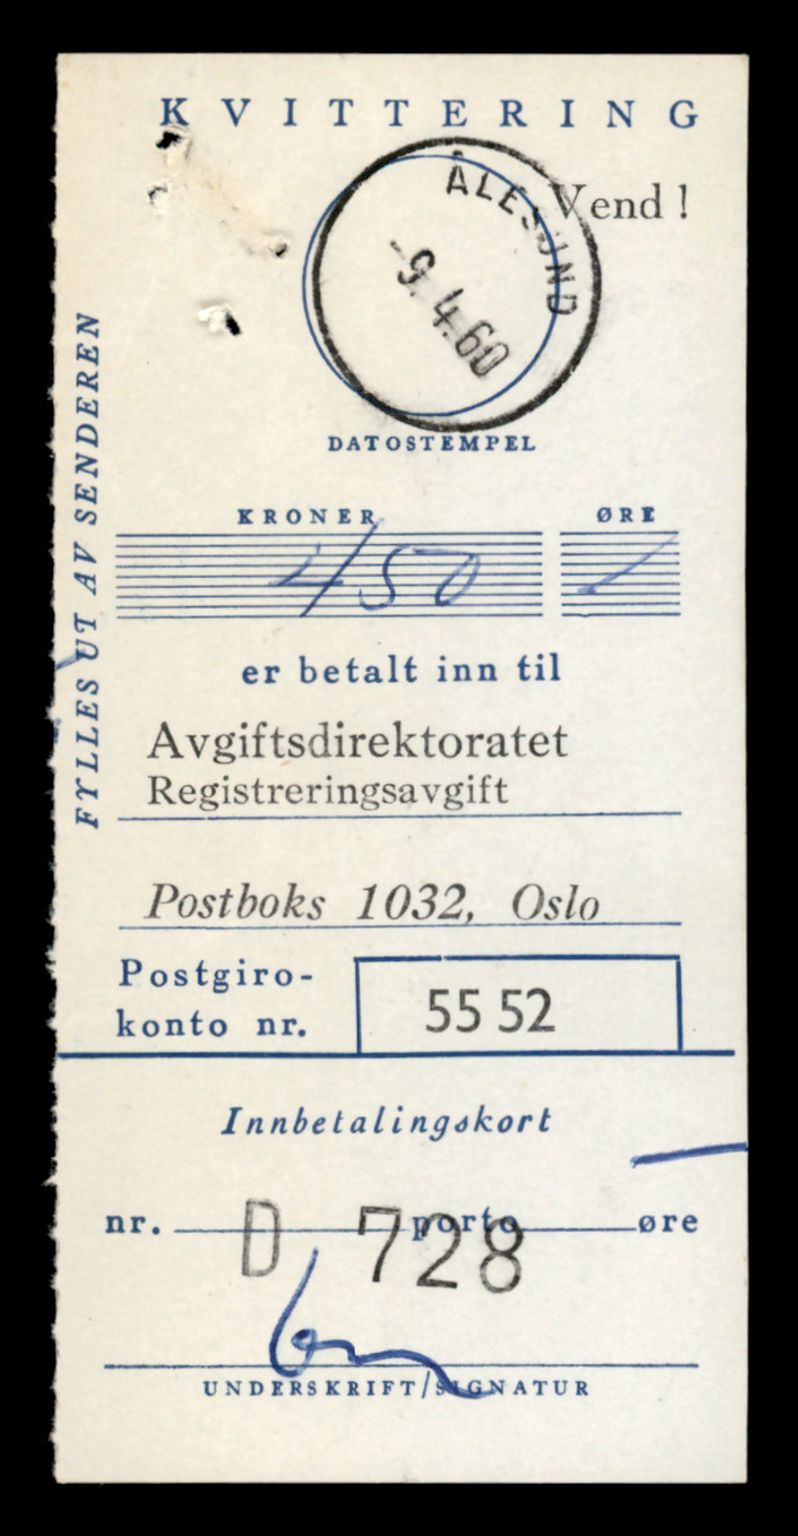 KVITTERING
Vend !
ÅLESUND
-9.4.60
DATOSTEMPEL
FYLLES UT AV SENDEREN
KRONER ØRE
450 /
er betalt inn til
Avgiftsdirektoratet
Registreringsavgift
Postboks 1032, Oslo
Postgiro-
konto nr.
55 52
Innbetalingskort
nr. D 728 porto øre
UNDERSKRIFT/SIGNATUR